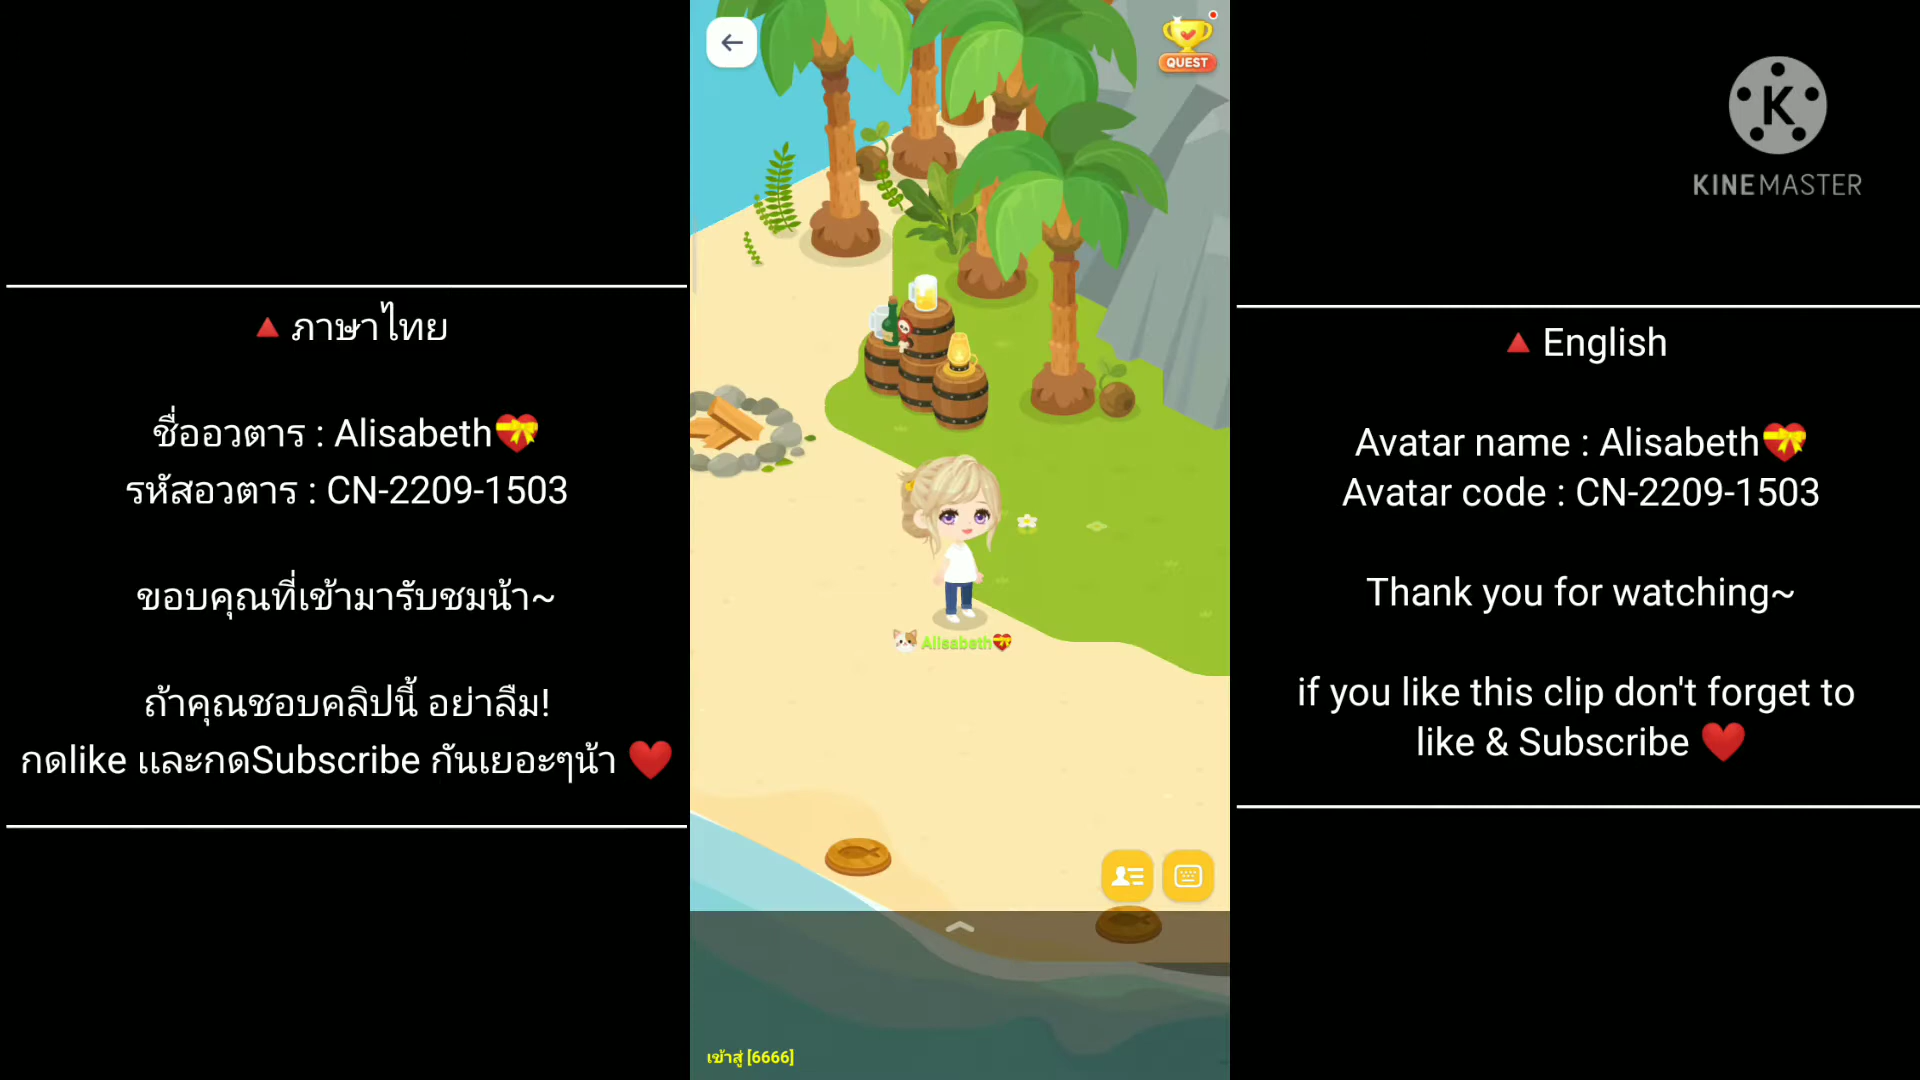 🔺ภาษาไทย
ชื่ออวตาร : Alisabeth💝
รหัสอวตาร : CN-2209-1503
ขอบคุณที่เข้ามารับชมน้า~
ถ้าคุณชอบคลิปนี้ อย่าลืม!
กดlike และกดSubscribe กันเยอะๆน้า ❤️
QUEST
Alisabeth💝
เข้าสู่ [6666]
KINEMASTER
🔺English
Avatar name : Alisabeth💝
Avatar code : CN-2209-1503
Thank you for watching~
if you like this clip don't forget to
like & Subscribe ❤️